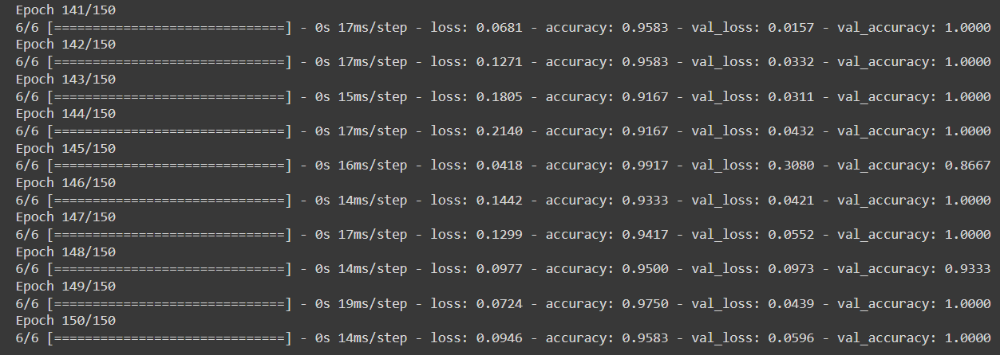 Epoch 141/150
6/6 [==============================] - 0s 17ms/step - loss: 0.0681 - accuracy: 0.9583 - val_loss: 0.0157 - val_accuracy: 1.0000
Epoch 142/150
6/6 [==============================] - 0s 17ms/step - loss: 0.1271 - accuracy: 0.9583 - val_loss: 0.0332 - val_accuracy: 1.0000
Epoch 143/150
6/6 [==============================] - 0s 15ms/step - loss: 0.1805 - accuracy: 0.9167 - val_loss: 0.0311 - val_accuracy: 1.0000
Epoch 144/150
6/6 [==============================] - 0s 17ms/step - loss: 0.2140 - accuracy: 0.9167 - val_loss: 0.0432 - val_accuracy: 1.0000
Epoch 145/150
6/6 [==============================] - 0s 16ms/step - loss: 0.0418 - accuracy: 0.9917 - val_loss: 0.3080 - val_accuracy: 0.8667
Epoch 146/150
6/6 [==============================] - 0s 14ms/step - loss: 0.1442 - accuracy: 0.9333 - val_loss: 0.0421 - val_accuracy: 1.0000
Epoch 147/150
6/6 [==============================] - 0s 17ms/step - loss: 0.1299 - accuracy: 0.9417 - val_loss: 0.0552 - val_accuracy: 1.0000
Epoch 148/150
6/6 [==============================] - 0s 14ms/step - loss: 0.0977 - accuracy: 0.9500 - val_loss: 0.0973 - val_accuracy: 0.9333
Epoch 149/150
6/6 [==============================] - 0s 19ms/step - loss: 0.0724 - accuracy: 0.9750 - val_loss: 0.0439 - val_accuracy: 1.0000
Epoch 150/150
6/6 [==============================] - 0s 14ms/step - loss: 0.0946 - accuracy: 0.9583 - val_loss: 0.0596 - val_accuracy: 1.0000